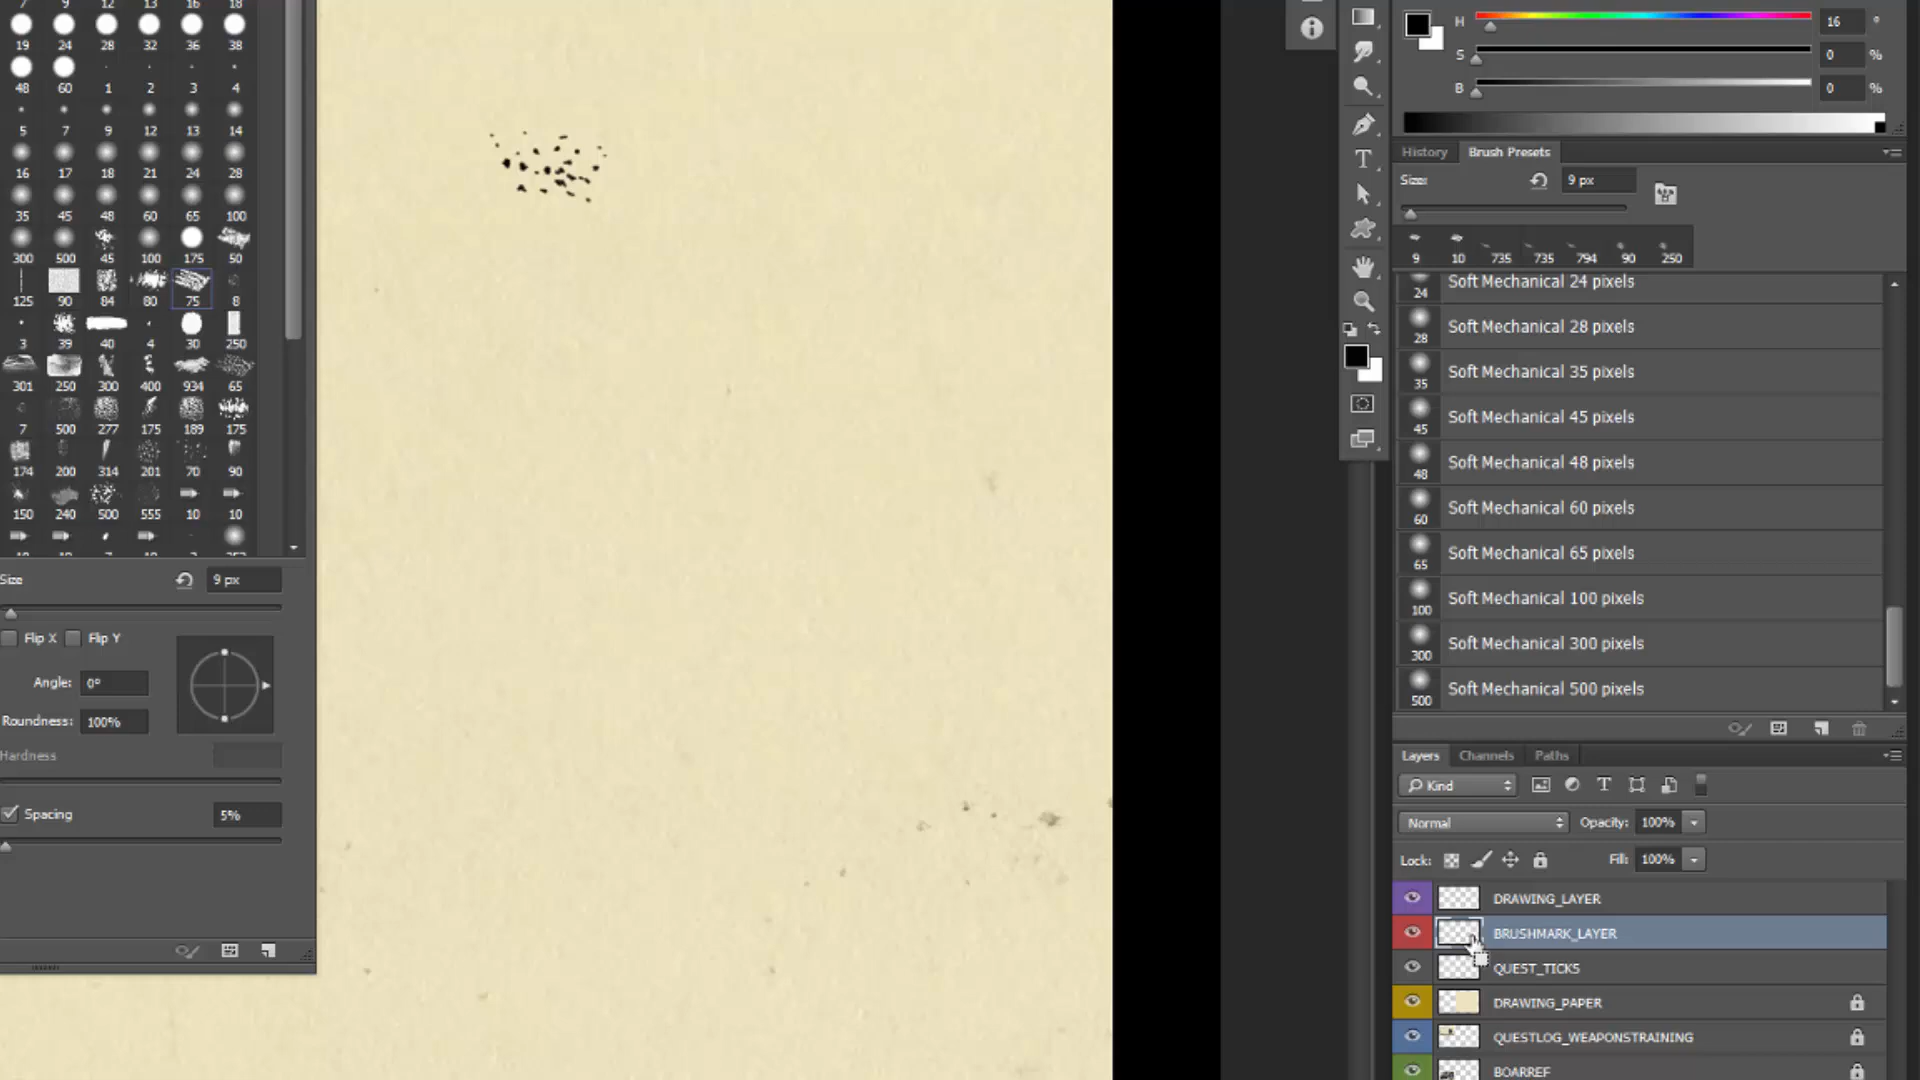 7 9 12 13 16 18
19 24 28 32 36 38
48 60 1 2 3 4
5 7 9 12 13 14
16 17 18 21 24 28
35 45 48 60 65 100
300 500 45 100 175 50
125 90 84 80 75 8
3 39 40 4 30 250
301 250 300 400 934 65
7 500 277 175 189 175
174 200 314 201 70 90
150 240 500 555 10 10
Size 9 px
Flip X Flip Y
Angle: 0°
Roundness: 100%
Hardness
Spacing 5%
H 16 °
S 0 %
B 0 %
History Brush Presets
Size: 9 px
9 10 735 735 794 90 250
24 Soft Mechanical 24 pixels
28 Soft Mechanical 28 pixels
35 Soft Mechanical 35 pixels
45 Soft Mechanical 45 pixels
48 Soft Mechanical 48 pixels
60 Soft Mechanical 60 pixels
65 Soft Mechanical 65 pixels
100 Soft Mechanical 100 pixels
300 Soft Mechanical 300 pixels
500 Soft Mechanical 500 pixels
Layers Channels Paths
Kind
Normal Opacity: 100%
Lock: Fill: 100%
DRAWING_LAYER
BRUSHMARK_LAYER
QUEST_TICKS
DRAWING_PAPER
QUESTLOG_WEAPONSTRAINING
BOARREF